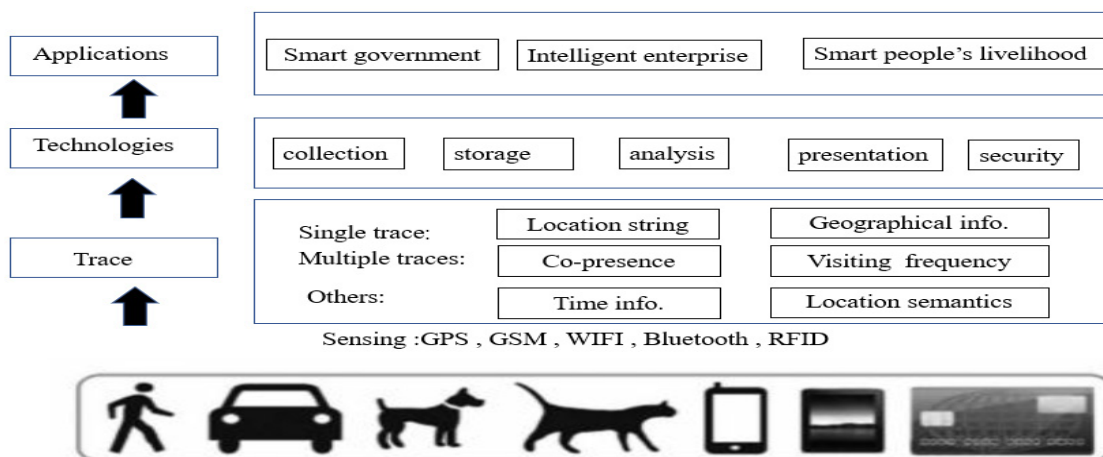 Applications
Smart government
Intelligent enterprise
Smart people's livelihood
Technologies
collection
storage
analysis
presentation
security
Trace
Single trace:
Location string
Geographical info.
Multiple traces:
Co-presence
Visiting frequency
Others:
Time info.
Location semantics
Sensing :GPS , GSM , WIFI , Bluetooth , RFID